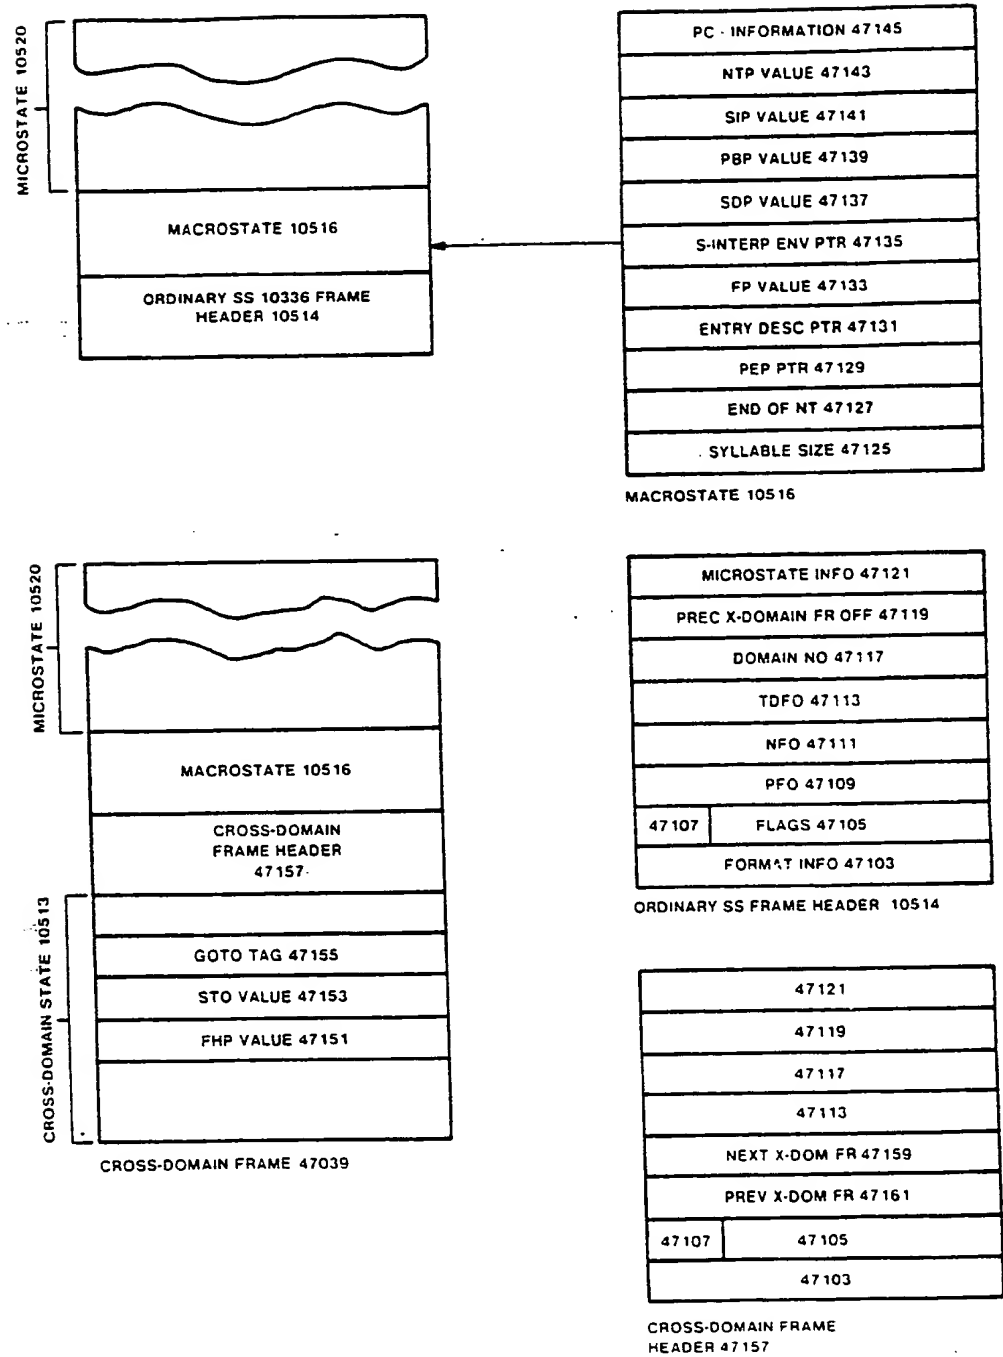 MICROSTATE 10520
MACROSTATE 10516
ORDINARY SS 10336 FRAME
HEADER 10514
PC - INFORMATION 47145
NTP VALUE 47143
SIP VALUE 47141
PBP VALUE 47139
SDP VALUE 47137
S-INTERP ENV PTR 47135
FP VALUE 47133
ENTRY DESC PTR 47131
PEP PTR 47129
END OF NT 47127
SYLLABLE SIZE 47125
MACROSTATE 10516
MICROSTATE 10520
MACROSTATE 10516
CROSS-DOMAIN
FRAME HEADER
47157
CROSS-DOMAIN STATE 10513
GOTO TAG 47155
STO VALUE 47153
FHP VALUE 47151
CROSS-DOMAIN FRAME 47039
MICROSTATE INFO 47121
PREC X-DOMAIN FR OFF 47119
DOMAIN NO 47117
TDFO 47113
NFO 47111
PFO 47109
47107 FLAGS 47105
FORMAT INFO 47103
ORDINARY SS FRAME HEADER 10514
47121
47119
47117
47113
NEXT X-DOM FR 47159
PREV X-DOM FR 47161
47107 47105
47103
CROSS-DOMAIN FRAME
HEADER 47157